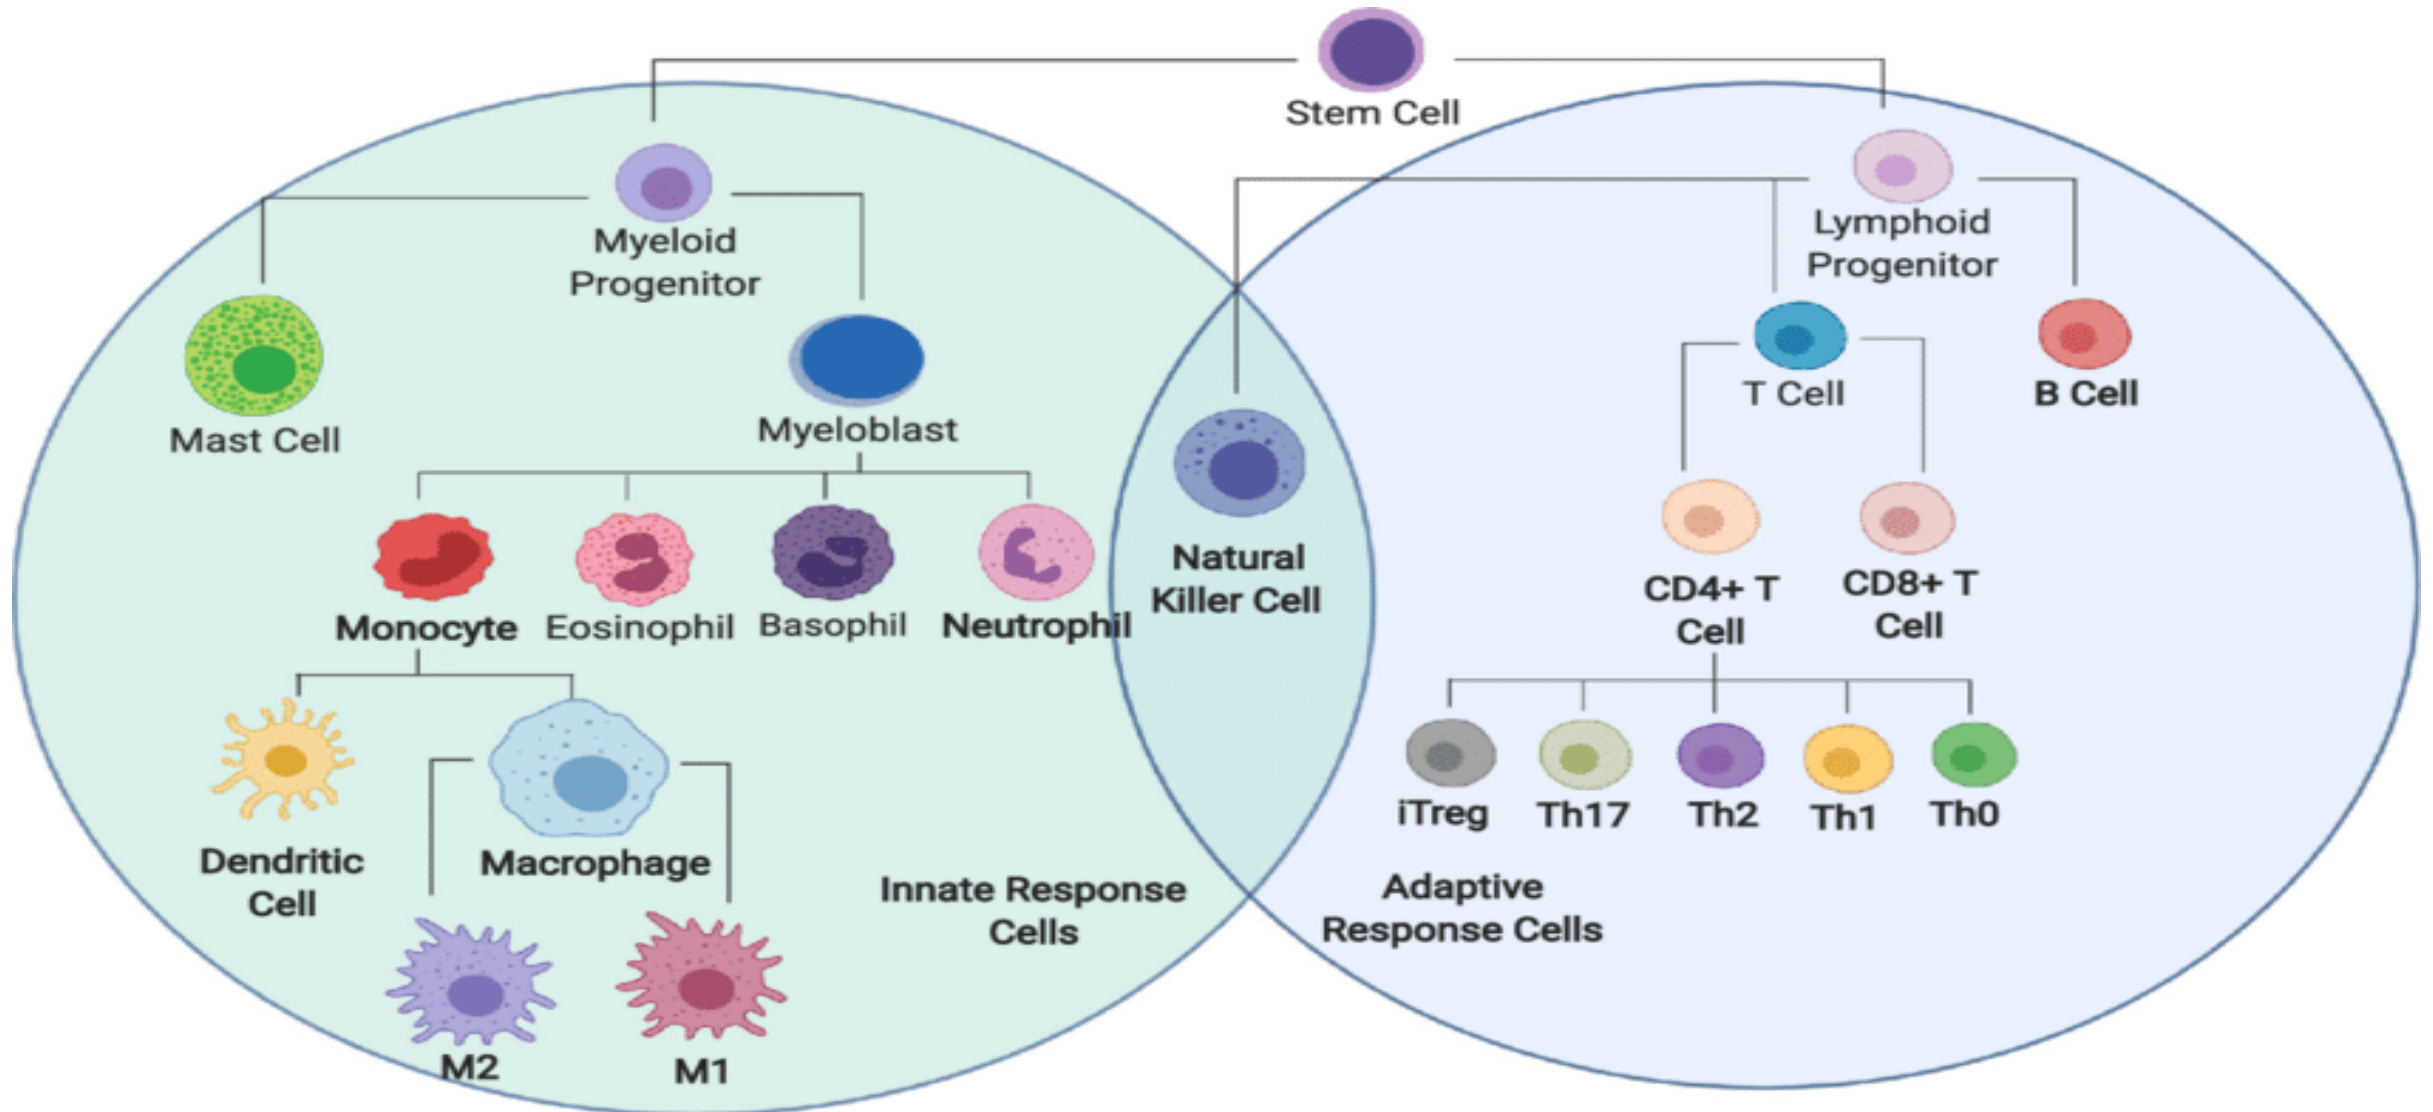 Stem Cell
Myeloid
Progenitor
Lymphoid
Progenitor
Mast Cell
Myeloblast
T Cell
B Cell
Monocyte
Eosinophil
Basophil
Neutrophil
Natural
Killer Cell
CD4+ T
Cell
CD8+ T
Cell
Dendritic
Cell
Macrophage
iTreg
Th17
Th2
Th1
Th0
Innate Response
Cells
Adaptive
Response Cells
M2
M1